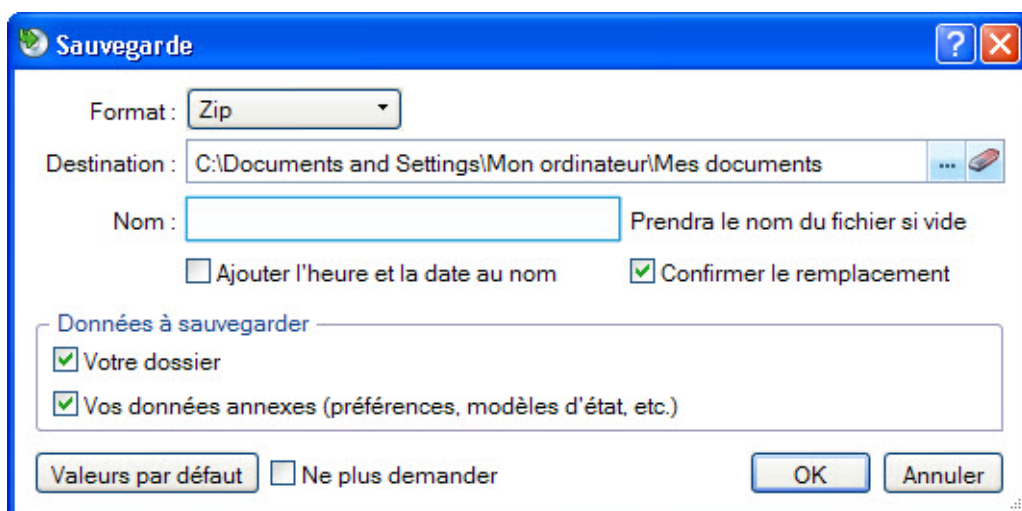 Sauvegarde
Format : Zip
Destination : C:\Documents and Settings\Mon ordinateur\Mes documents ...
Nom : Prendra le nom du fichier si vide
Ajouter l'heure et la date au nom Confirmer le remplacement
Données à sauvegarder
Votre dossier
Vos données annexes (préférences, modèles d'état, etc.)
Valeurs par défaut Ne plus demander OK Annuler